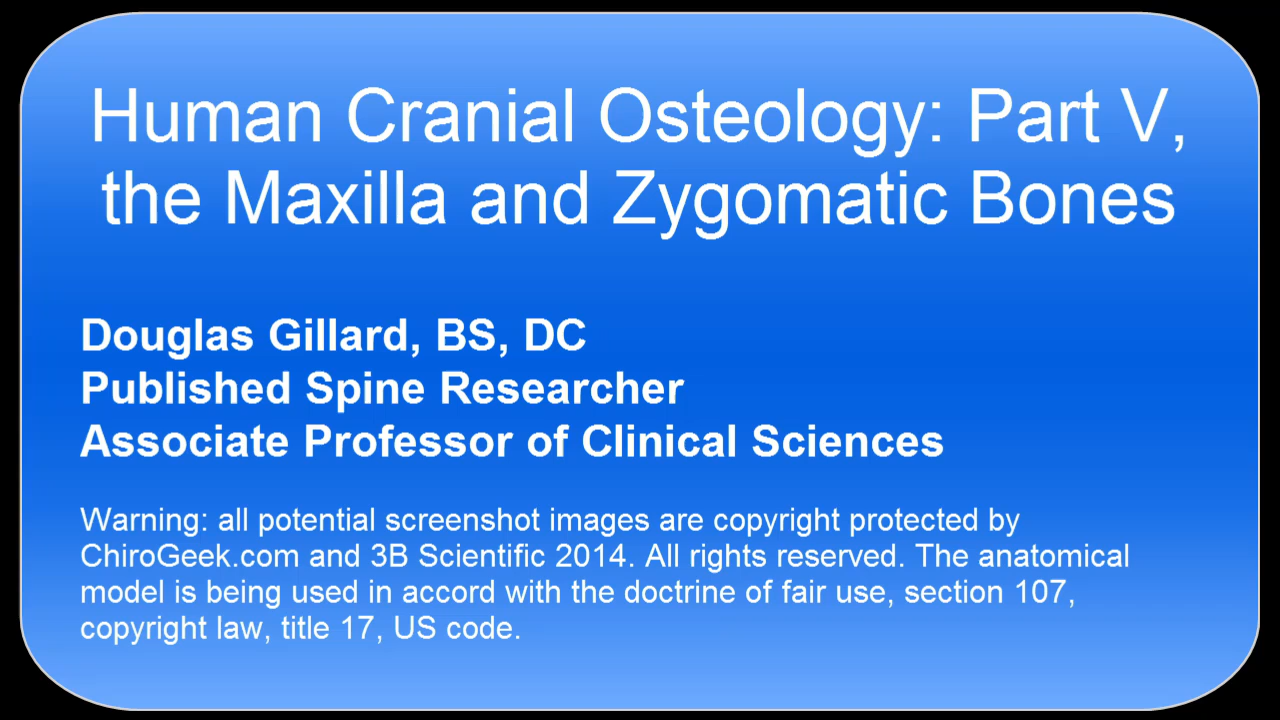 Human Cranial Osteology: Part V,
the Maxilla and Zygomatic Bones
Douglas Gillard, BS, DC
Published Spine Researcher
Associate Professor of Clinical Sciences
Warning: all potential screenshot images are copyright protected by
ChiroGeek.com and 3B Scientific 2014. All rights reserved. The anatomical
model is being used in accord with the doctrine of fair use, section 107,
copyright law, title 17, US code.